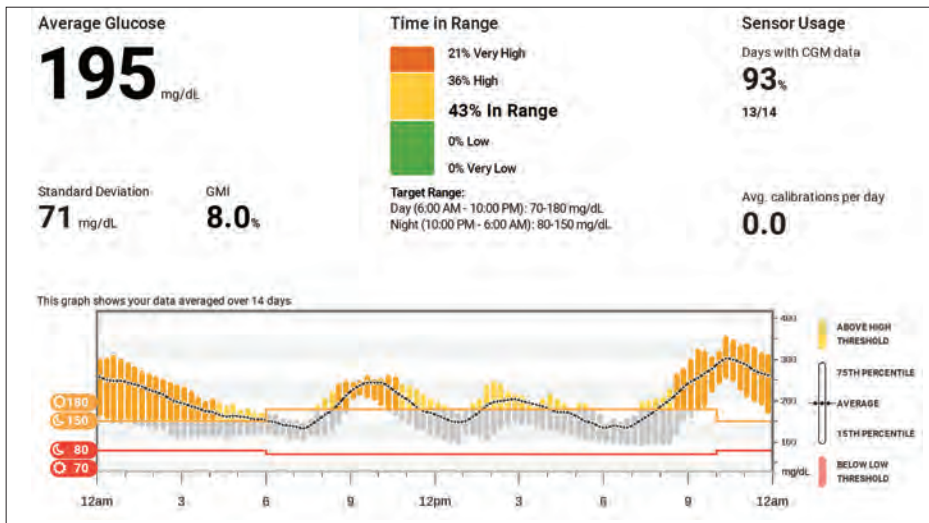 Average Glucose
195 mg/dL
Standard Deviation
71 mg/dL
GMI
8.0%
Time in Range
21% Very High
36% High
43% In Range
0% Low
0% Very Low
Target Range:
Day (6:00 AM - 10:00 PM): 70-180 mg/dL
Night (10:00 PM - 6:00 AM): 80-150 mg/dL
Sensor Usage
Days with CGM data
93%
13/14
Avg. calibrations per day
0.0
This graph shows your data averaged over 14 days
400
300
200
100
mg/dL
180
150
80
70
12am 3 6 9 12pm 3 6 9 12am
ABOVE HIGH
THRESHOLD
75TH PERCENTILE
AVERAGE
15TH PERCENTILE
BELOW LOW
THRESHOLD